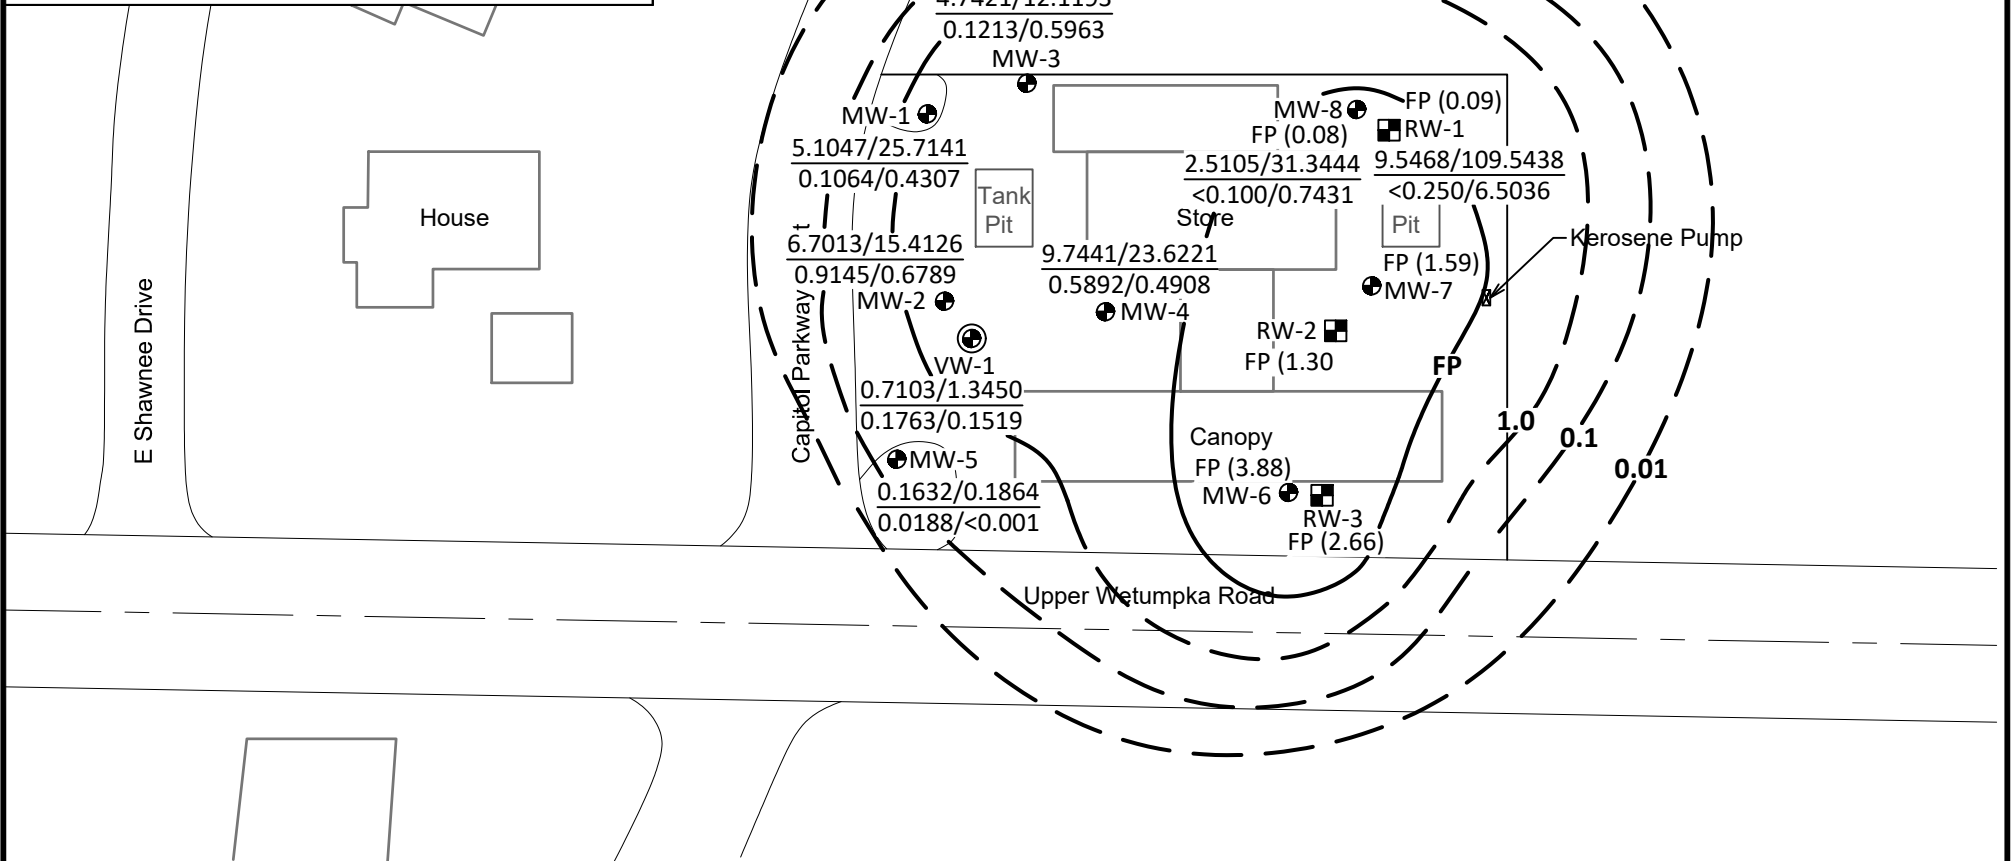 4.7421/12.1193
0.1213/0.5963
MW-3
MW-1
5.1047/25.7141
0.1064/0.4307
MW-8
FP (0.08)
2.5105/31.3444
<0.100/0.7431
FP (0.09)
RW-1
9.5468/109.5438
<0.250/6.5036
Tank
Pit
Store
Pit
Kerosene Pump
House
6.7013/15.4126
0.9145/0.6789
MW-2
9.7441/23.6221
0.5892/0.4908
MW-4
FP (1.59)
MW-7
RW-2
FP (1.30
VW-1
0.7103/1.3450
0.1763/0.1519
FP
E Shawnee Drive
Capitol Parkway
t
1.0
0.1
0.01
MW-5
0.1632/0.1864
0.0188/<0.001
Canopy
FP (3.88)
MW-6
RW-3
FP (2.66)
Upper Wetumpka Road